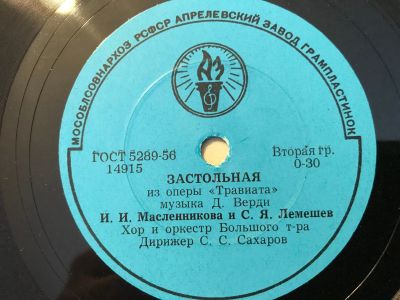 МОСОБЛСОВНАРХОЗ РСФСР АПРЕЛЕВСКИЙ ЗАВОД ГРАМПЛАСТИНОК
АЗ
ГОСТ 5289-56
14915
Вторая гр.
0-30
ЗАСТОЛЬНАЯ
из оперы «Травиата»
музыка Д. Верди
И. И. Масленникова и С. Я. Лемешев
Хор и оркестр Большого т-ра
Дирижер С. С. Сахаров